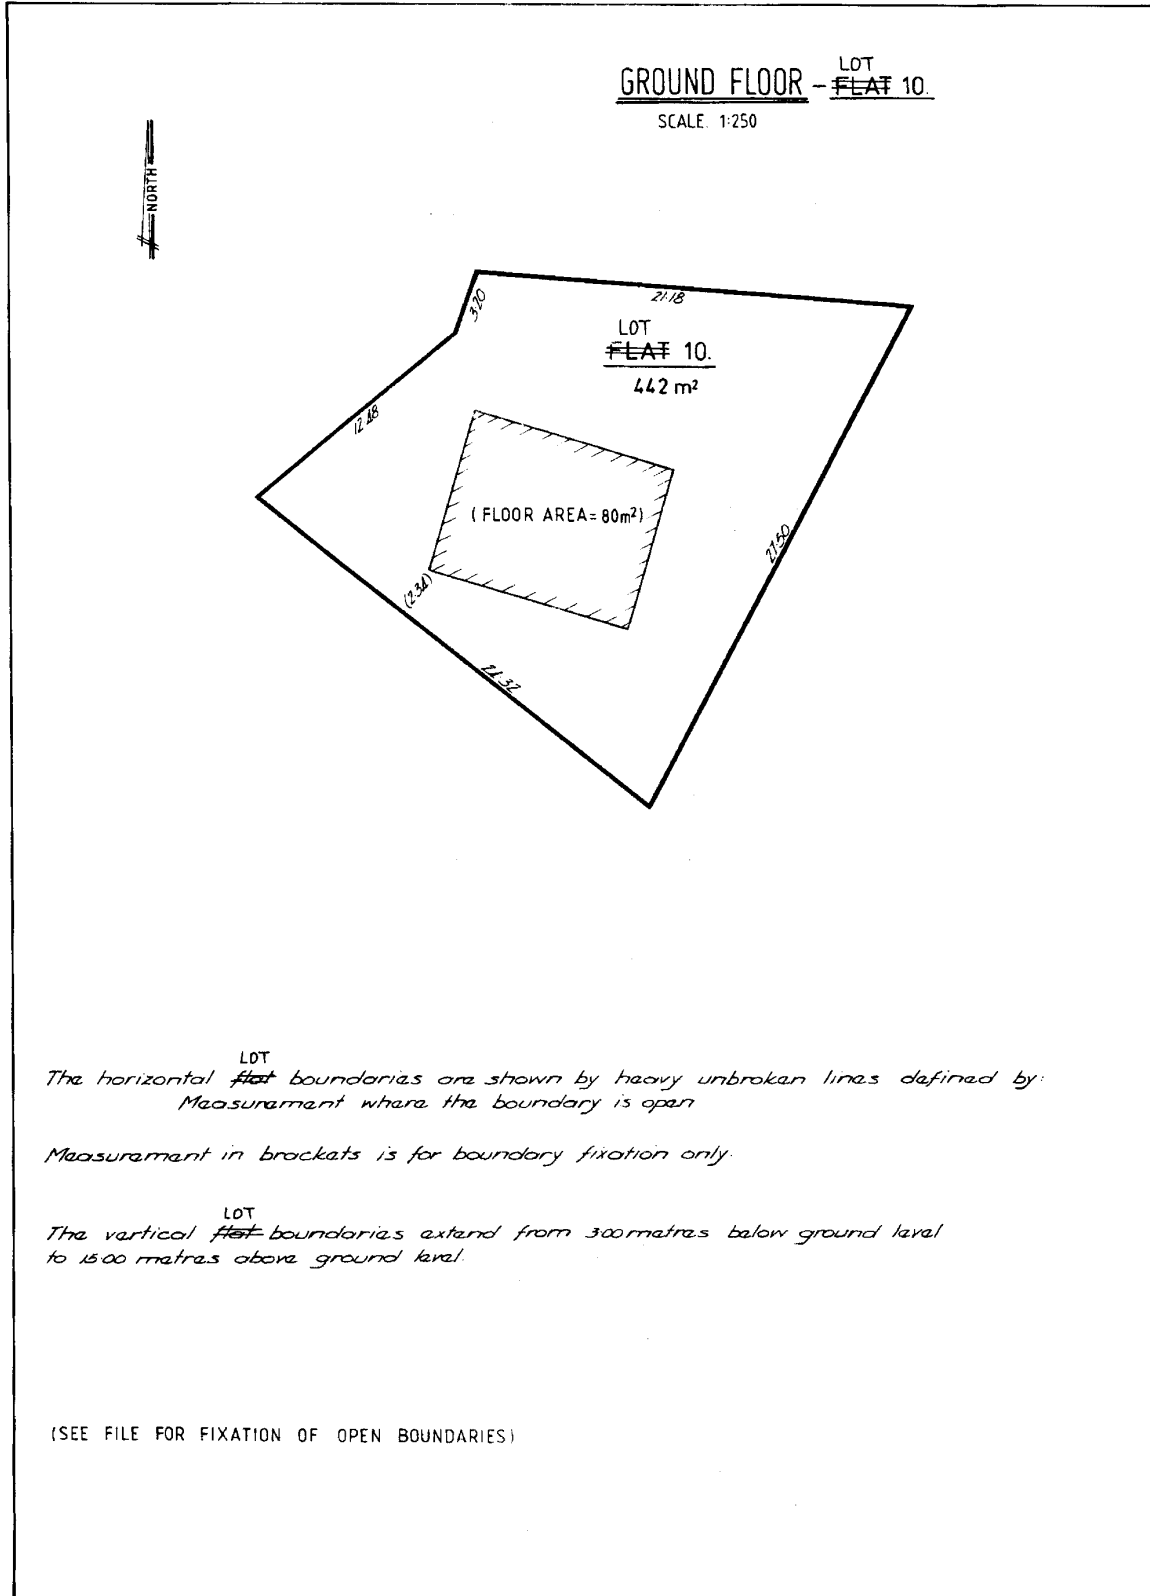 LOT
GROUND FLOOR - FLAT 10.
SCALE. 1:250
NORTH
3·20
21·18
LOT
FLAT 10.
442 m²
12·48
(FLOOR AREA=80m²)
27·50
(2·34)
24·32
LOT
The horizontal flat boundaries are shown by heavy unbroken lines defined by:
Measurement where the boundary is open
Measurement in brackets is for boundary fixation only.
LOT
The vertical flat boundaries extend from 3·00 metres below ground level
to 15·00 metres above ground level.
(SEE FILE FOR FIXATION OF OPEN BOUNDARIES)